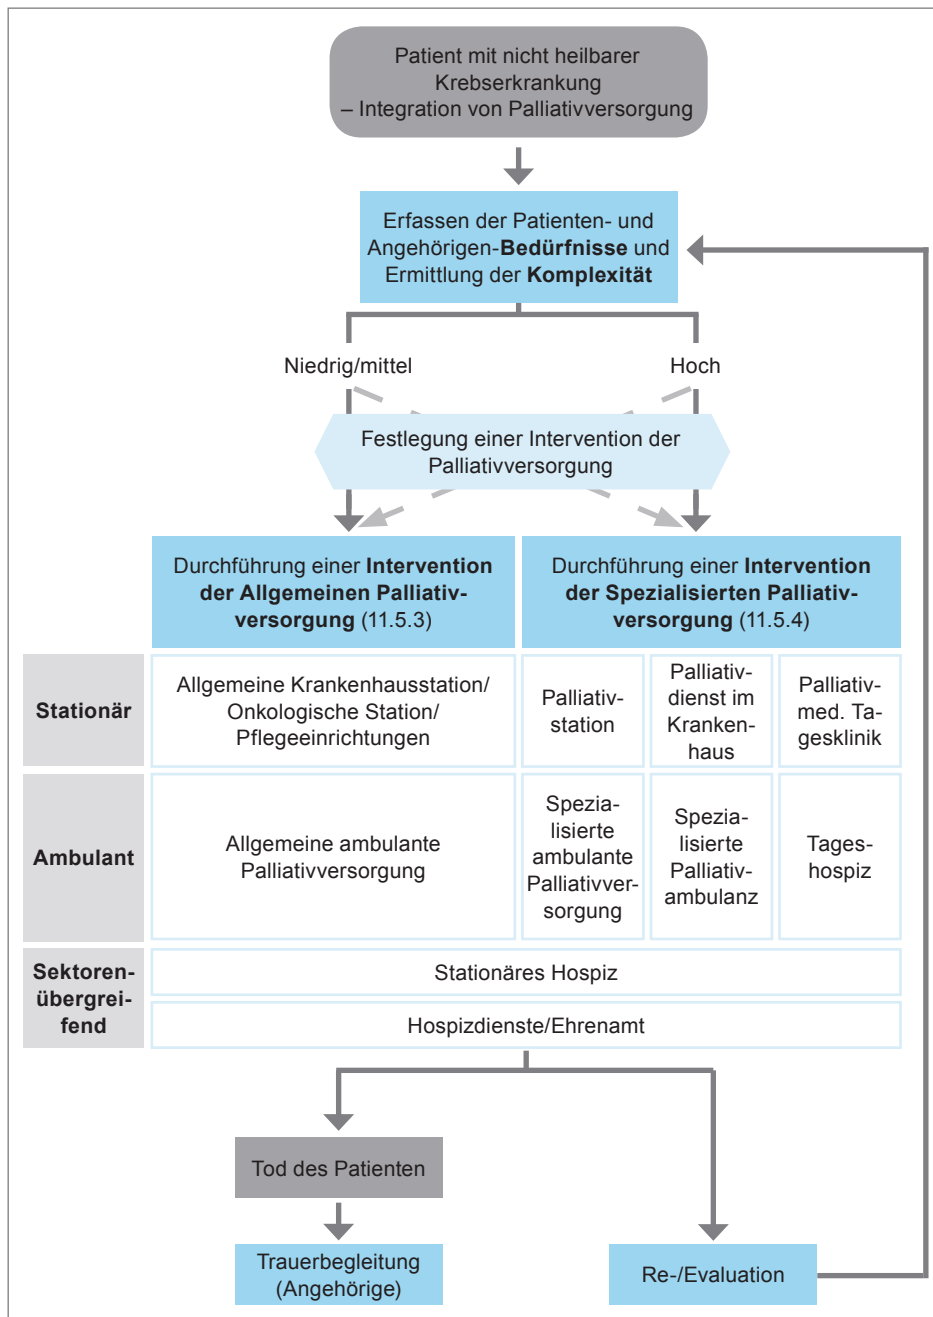 Patient mit nicht heilbarer
Krebserkrankung
– Integration von Palliativversorgung
Erfassen der Patienten- und
Angehörigen-Bedürfnisse und
Ermittlung der Komplexität
Niedrig/mittel
Hoch
Festlegung einer Intervention der
Palliativversorgung
Durchführung einer Intervention
der Allgemeinen Palliativ-
versorgung (11.5.3)
Durchführung einer Intervention
der Spezialisierten Palliativ-
versorgung (11.5.4)
Stationär
Allgemeine Krankenhausstation/
Onkologische Station/
Pflegeeinrichtungen
Palliativ-
station
Palliativ-
dienst im
Kranken-
haus
Palliativ-
med. Ta-
gesklinik
Ambulant
Allgemeine ambulante
Palliativversorgung
Spezia-
lisierte
ambulante
Palliativver-
sorgung
Spezia-
lisierte
Palliativ-
ambulanz
Tages-
hospiz
Sektoren-
übergrei-
fend
Stationäres Hospiz
Hospizdienste/Ehrenamt
Tod des Patienten
Trauerbegleitung
(Angehörige)
Re-/Evaluation